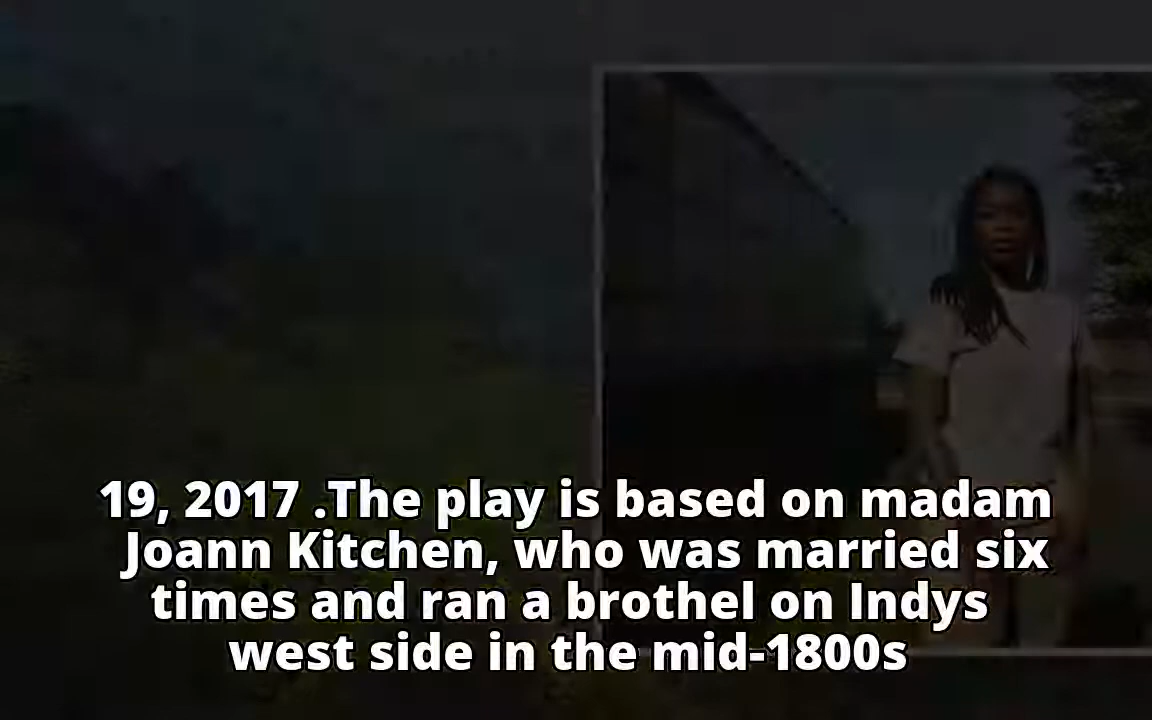 19, 2017 .The play is based on madam
Joann Kitchen, who was married six
times and ran a brothel on Indys
west side in the mid-1800s